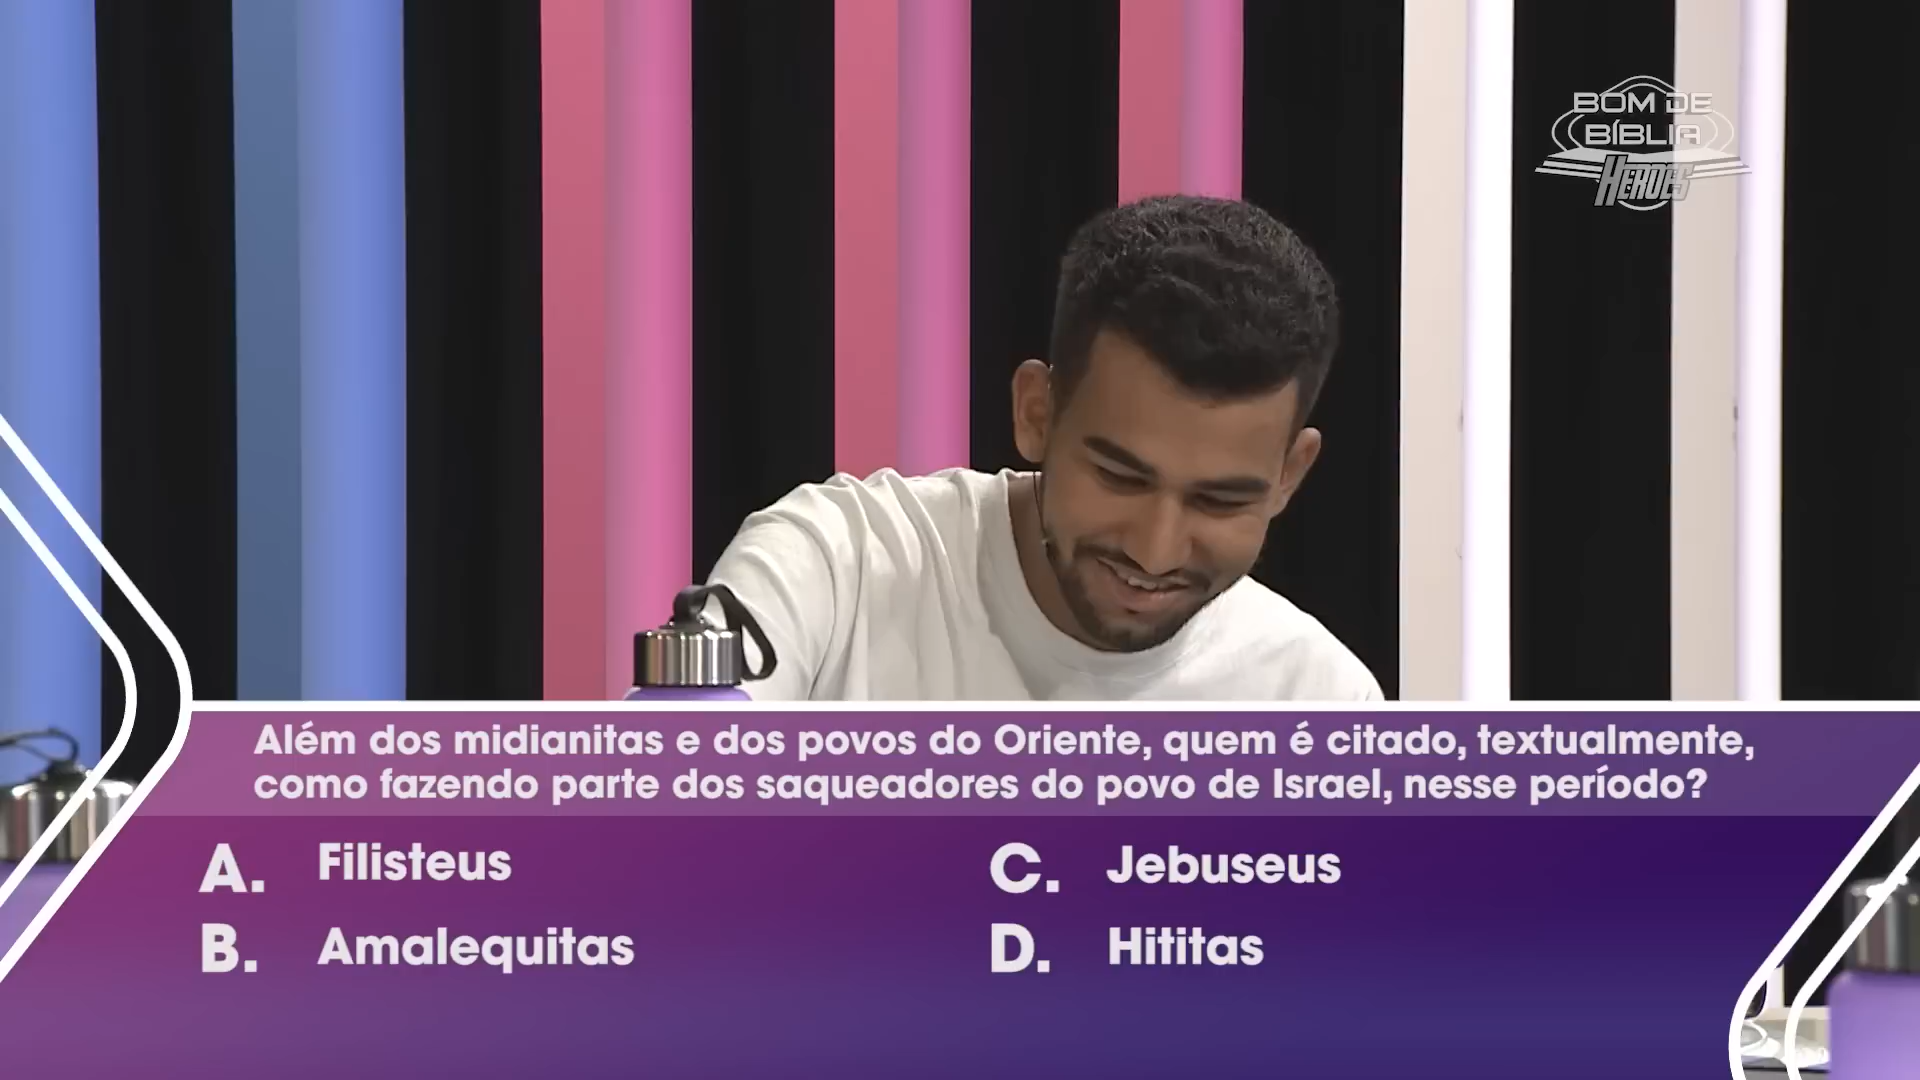 BOM DE
BÍBLIA
HEROES
Além dos midianitas e dos povos do Oriente, quem é citado, textualmente,
como fazendo parte dos saqueadores do povo de Israel, nesse período?
A. Filisteus
B. Amalequitas
C. Jebuseus
D. Hititas